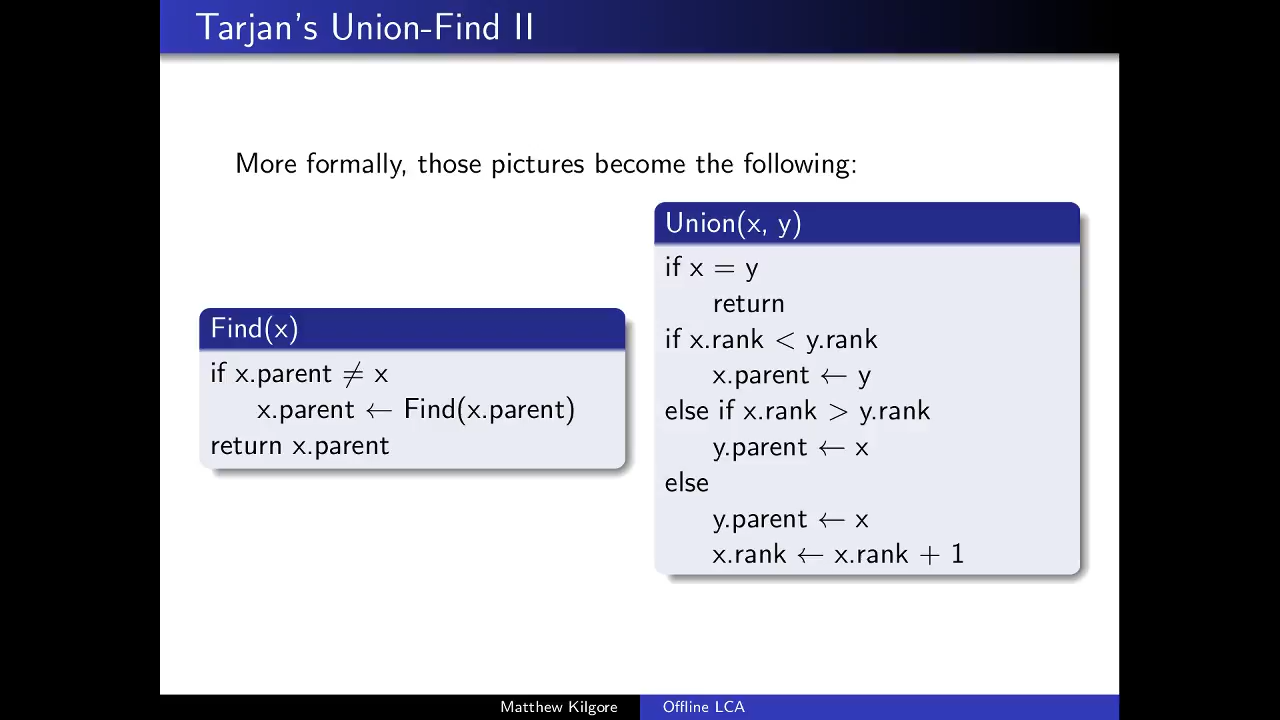 Tarjan's Union-Find II
More formally, those pictures become the following:
Find(x)
if x.parent ≠ x
x.parent ← Find(x.parent)
return x.parent
Union(x, y)
if x = y
return
if x.rank < y.rank
x.parent ← y
else if x.rank > y.rank
y.parent ← x
else
y.parent ← x
x.rank ← x.rank + 1
Matthew Kilgore
Offline LCA